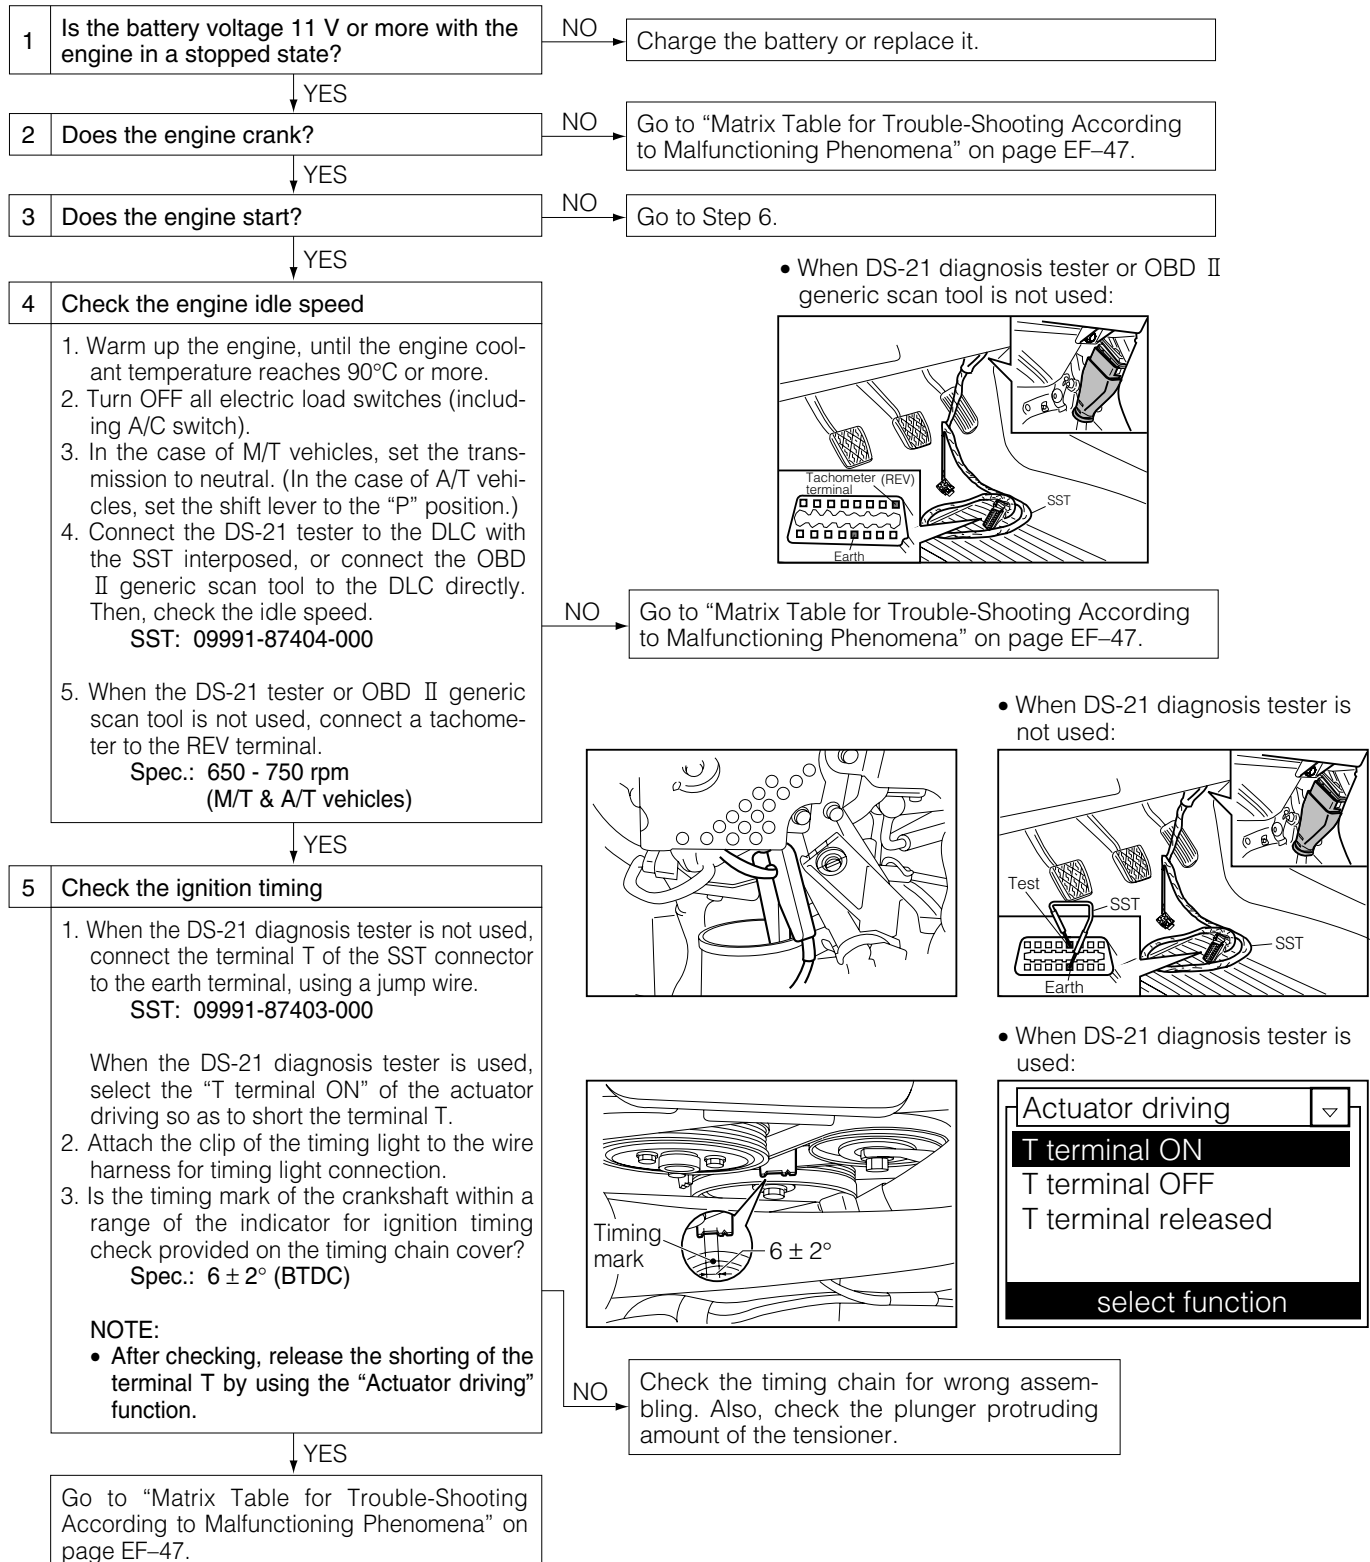 1
Is the battery voltage 11 V or more with the
engine in a stopped state?
NO
Charge the battery or replace it.
YES
2
Does the engine crank?
NO
Go to “Matrix Table for Trouble-Shooting According
to Malfunctioning Phenomena” on page EF–47.
YES
3
Does the engine start?
NO
Go to Step 6.
YES
4
Check the engine idle speed
1. Warm up the engine, until the engine cool-
ant temperature reaches 90°C or more.
2. Turn OFF all electric load switches (includ-
ing A/C switch).
3. In the case of M/T vehicles, set the trans-
mission to neutral. (In the case of A/T vehi-
cles, set the shift lever to the “P” position.)
4. Connect the DS-21 tester to the DLC with
the SST interposed, or connect the OBD
Ⅱ generic scan tool to the DLC directly.
Then, check the idle speed.
SST: 09991-87404-000
5. When the DS-21 tester or OBD Ⅱ generic
scan tool is not used, connect a tachome-
ter to the REV terminal.
Spec.: 650 - 750 rpm
(M/T & A/T vehicles)
• When DS-21 diagnosis tester or OBD Ⅱ
generic scan tool is not used:
Tachometer (REV)
terminal
SST
Earth
NO
Go to “Matrix Table for Trouble-Shooting According
to Malfunctioning Phenomena” on page EF–47.
YES
5
Check the ignition timing
1. When the DS-21 diagnosis tester is not used,
connect the terminal T of the SST connector
to the earth terminal, using a jump wire.
SST: 09991-87403-000
When the DS-21 diagnosis tester is used,
select the “T terminal ON” of the actuator
driving so as to short the terminal T.
2. Attach the clip of the timing light to the wire
harness for timing light connection.
3. Is the timing mark of the crankshaft within a
range of the indicator for ignition timing
check provided on the timing chain cover?
Spec.: 6 ± 2° (BTDC)
NOTE:
• After checking, release the shorting of the
terminal T by using the “Actuator driving”
function.
• When DS-21 diagnosis tester is
not used:
Test
SST
SST
Earth
• When DS-21 diagnosis tester is
used:
Timing
mark
6 ± 2°
Actuator driving
T terminal ON
T terminal OFF
T terminal released
select function
NO
Check the timing chain for wrong assem-
bling. Also, check the plunger protruding
amount of the tensioner.
YES
Go to “Matrix Table for Trouble-Shooting
According to Malfunctioning Phenomena” on
page EF–47.